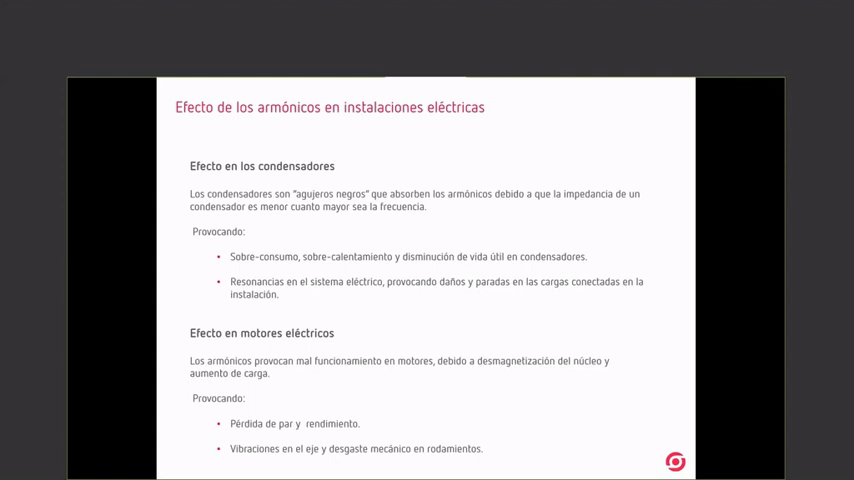 Efecto de los armónicos en instalaciones eléctricas
Efecto en los condensadores
Los condensadores son "agujeros negros" que absorben los armónicos debido a que la impedancia de un
condensador es menor cuanto mayor sea la frecuencia.
Provocando:
• Sobre-consumo, sobre-calentamiento y disminución de vida útil en condensadores.
• Resonancias en el sistema eléctrico, provocando daños y paradas en las cargas conectadas en la
instalación.
Efecto en motores eléctricos
Los armónicos provocan mal funcionamiento en motores, debido a desmagnetización del núcleo y
aumento de carga.
Provocando:
• Pérdida de par y rendimiento.
• Vibraciones en el eje y desgaste mecánico en rodamientos.